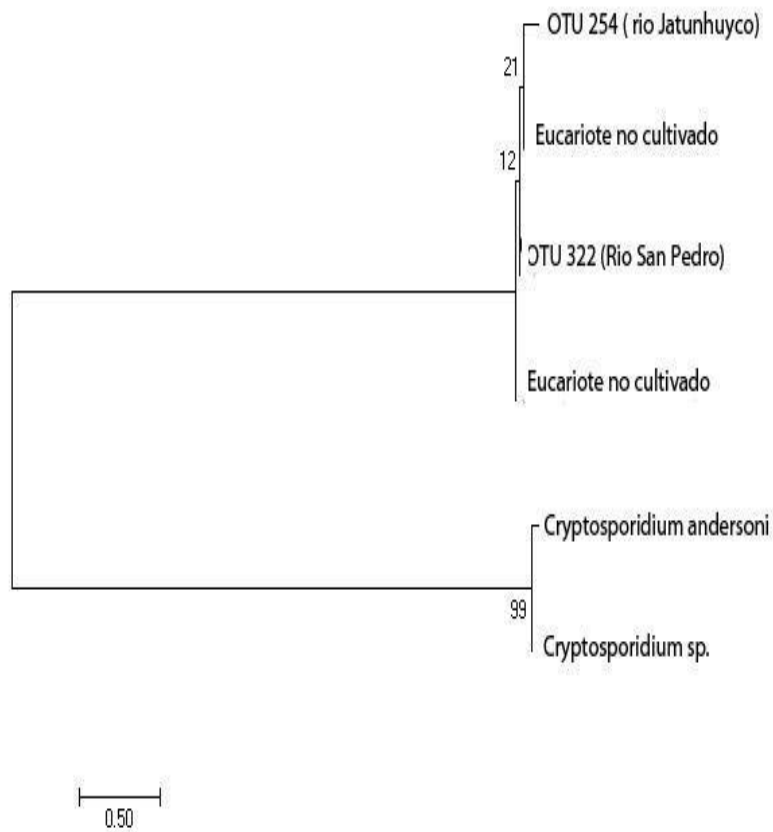 OTU 254 ( rio Jatunhuyco)
21
Eucariote no cultivado
12
OTU 322 (Rio San Pedro)
Eucariote no cultivado
Cryptosporidium andersoni
99
Cryptosporidium sp.
0.50